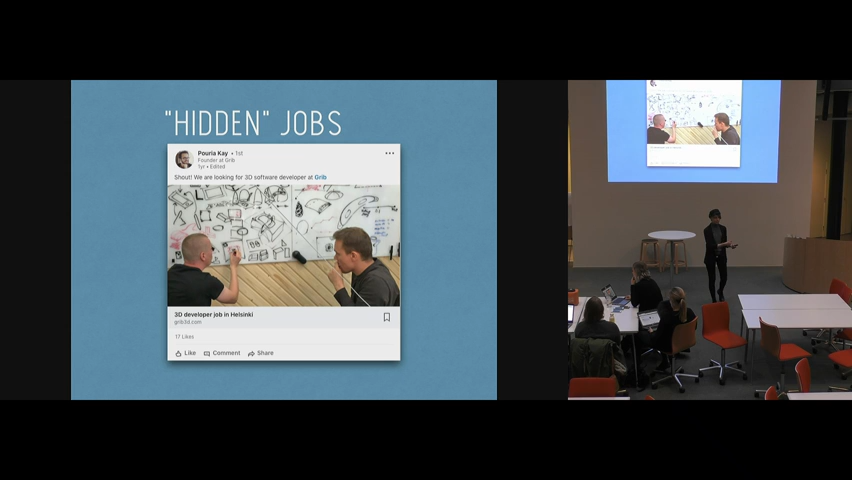 "HIDDEN" JOBS
Pouria Kay • 1st
Founder at Grib
1yr • Edited
Shout! We are looking for 3D software developer at Grib
3D developer job in Helsinki
grib3d.com
17 Likes
Like Comment Share